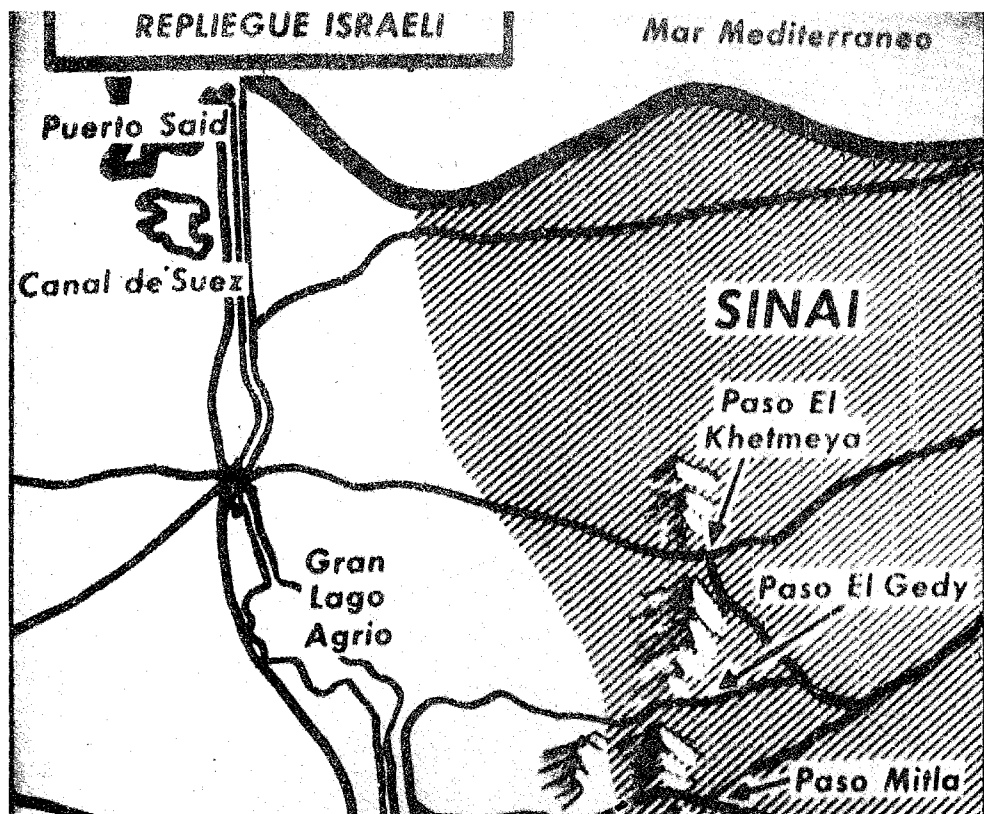 REPLIEGUE ISRAELI
Mar Mediterraneo
Puerto Said
Canal de Suez
SINAI
Paso El
Khetmeya
Gran
Lago
Agrio
Paso El Gedy
Paso Mitla